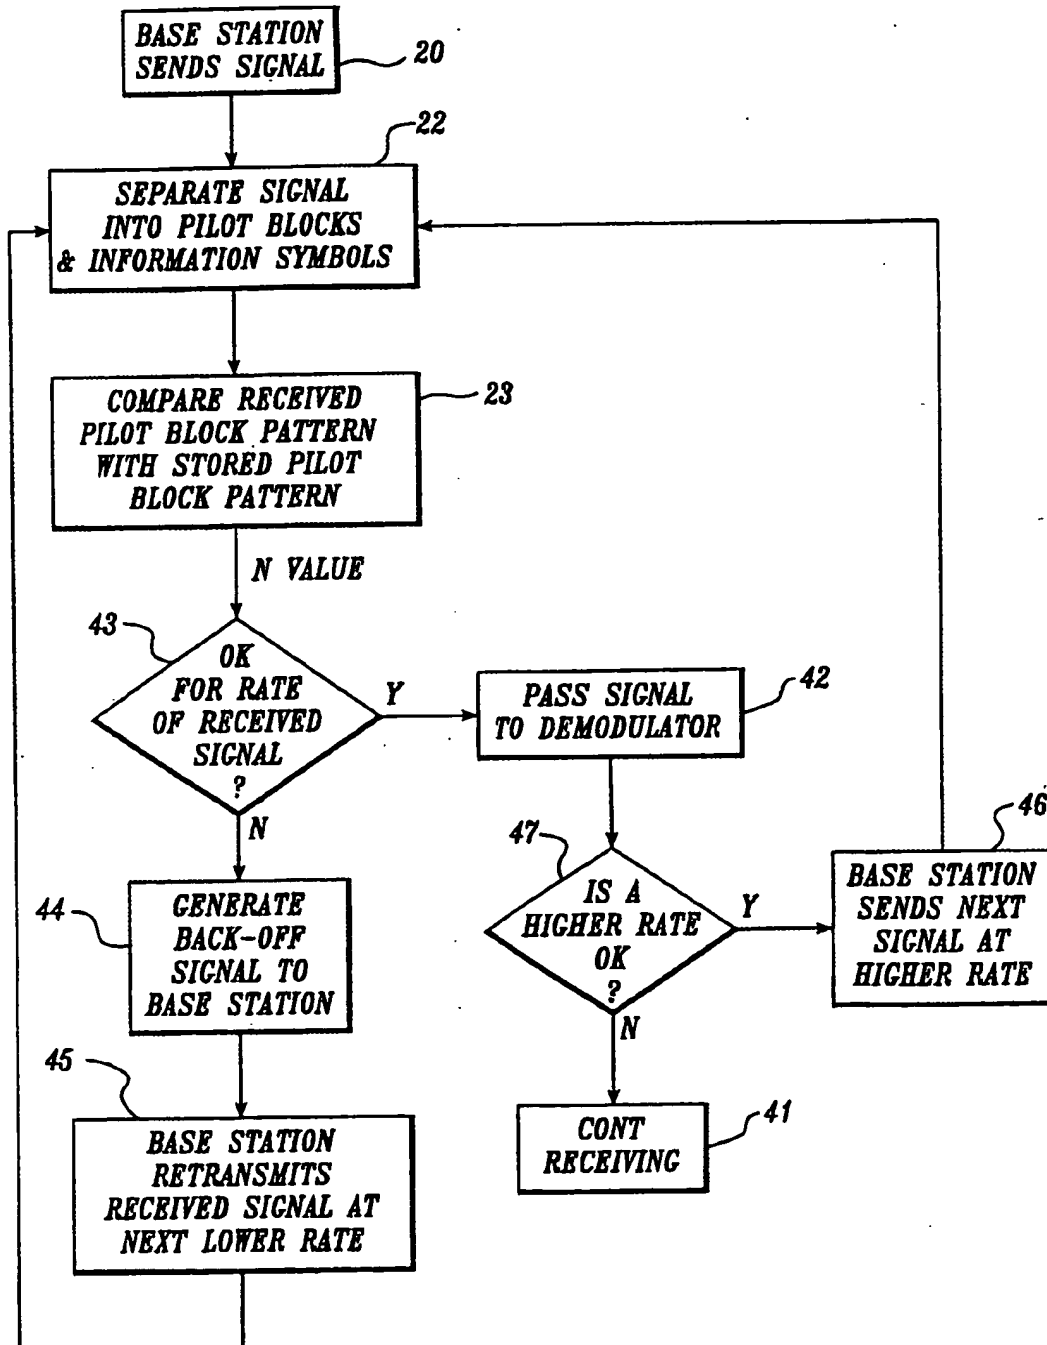 BASE STATION
SENDS SIGNAL
20
22
SEPARATE SIGNAL
INTO PILOT BLOCKS
& INFORMATION SYMBOLS
23
COMPARE RECEIVED
PILOT BLOCK PATTERN
WITH STORED PILOT
BLOCK PATTERN
N VALUE
43
OK
FOR RATE
OF RECEIVED
SIGNAL
?
Y
N
PASS SIGNAL
TO DEMODULATOR
42
47
IS A
HIGHER RATE
OK
?
Y
N
46
BASE STATION
SENDS NEXT
SIGNAL AT
HIGHER RATE
44
GENERATE
BACK-OFF
SIGNAL TO
BASE STATION
45
BASE STATION
RETRANSMITS
RECEIVED SIGNAL AT
NEXT LOWER RATE
CONT
RECEIVING
41